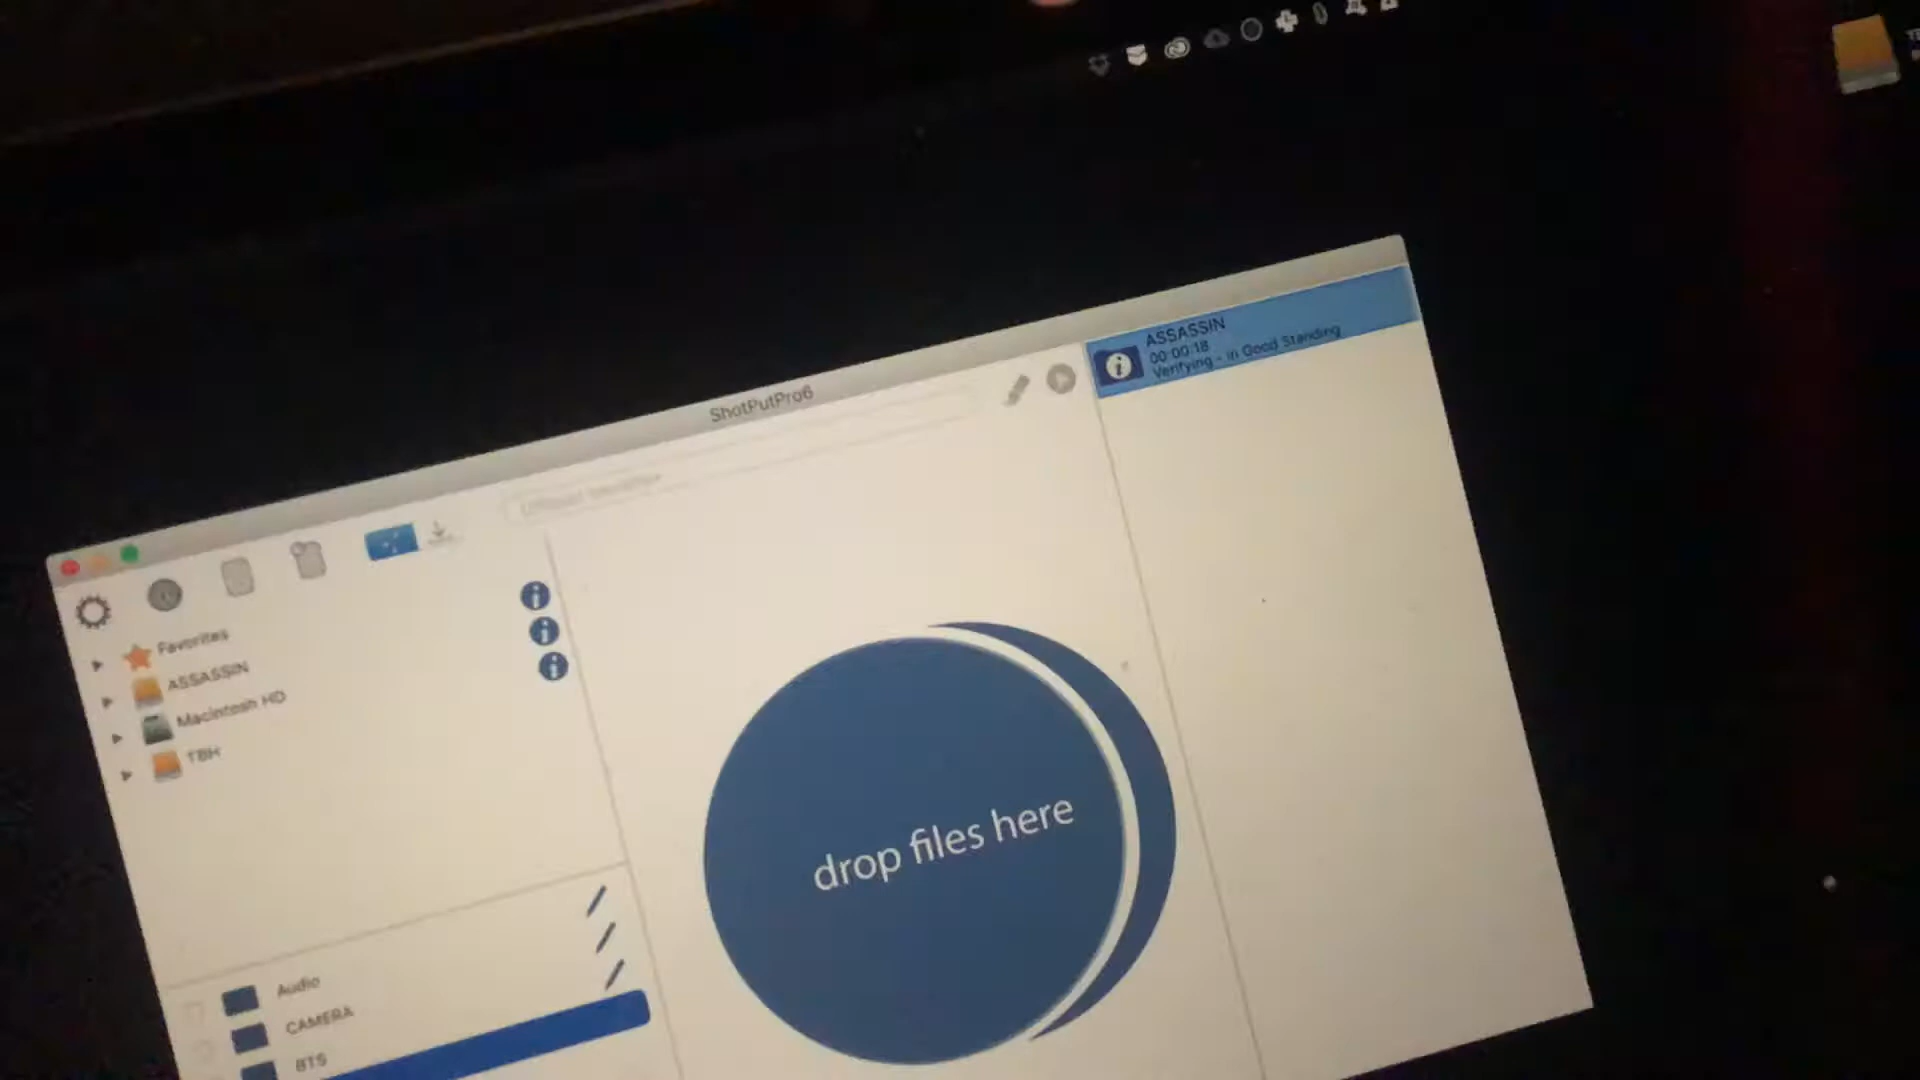 ASSASSIN
00:00:18
Verifying - in Good Standing
ShotPutPro6
Favorites
ASSASSIN
Macintosh HD
TBH
drop files here
Audio
CAMERA
BTS